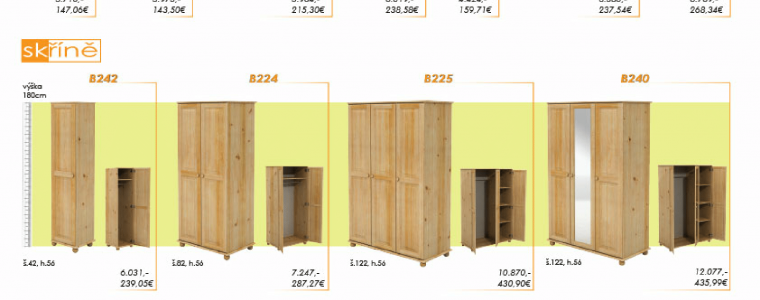 147,06€ 143,50€ 215,30€ 238,58€ 159,71€ 237,54€ 268,34€
skříně
B242 B224 B225 B240
výška
180cm
š.42, h.56 š.82, h.56 š.122, h.56 š.122, h.56
6.031,- 7.247,- 10.870,- 12.077,-
239,05€ 287,27€ 430,90€ 435,99€